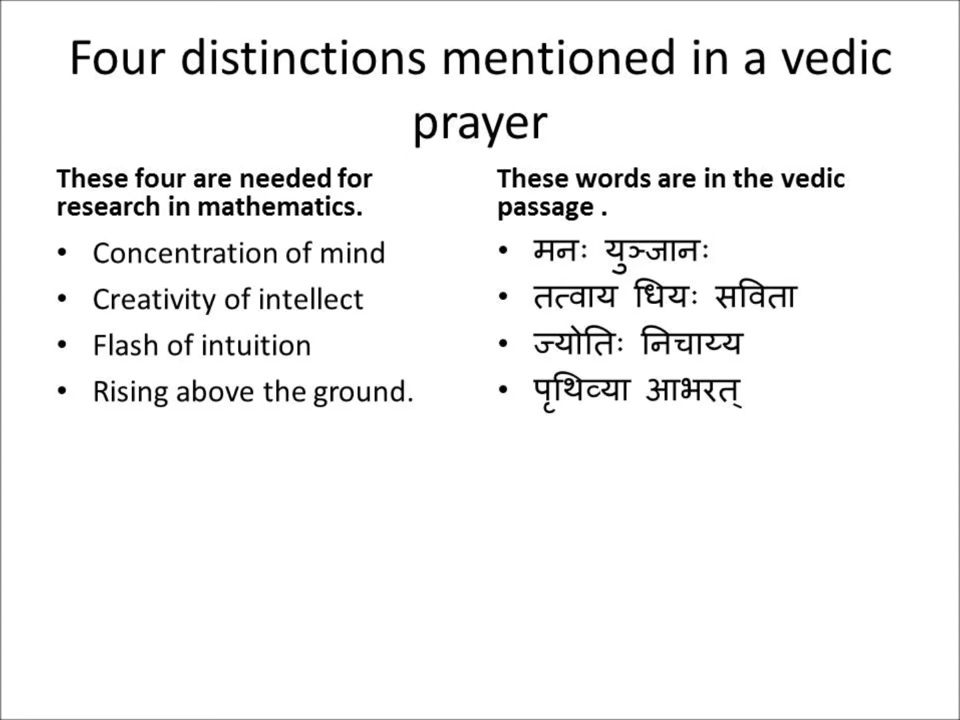 Four distinctions mentioned in a vedic
prayer
These four are needed for
research in mathematics.
• Concentration of mind
• Creativity of intellect
• Flash of intuition
• Rising above the ground.
These words are in the vedic
passage .
• मनः युञ्जानः
• तत्वाय धियः सविता
• ज्योतिः निचाय्य
• पृथिव्या आभरत्